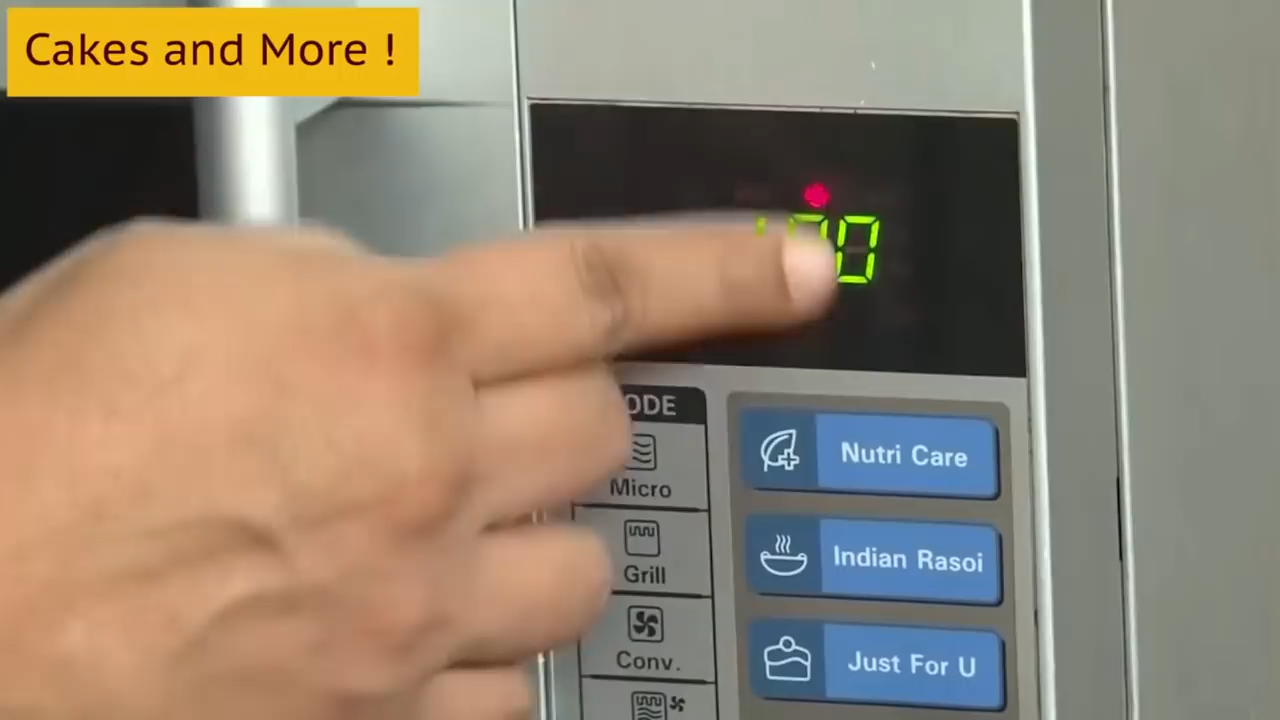 Cakes and More !
ODE
Micro
Grill
Conv.
Nutri Care
Indian Rasoi
Just For U